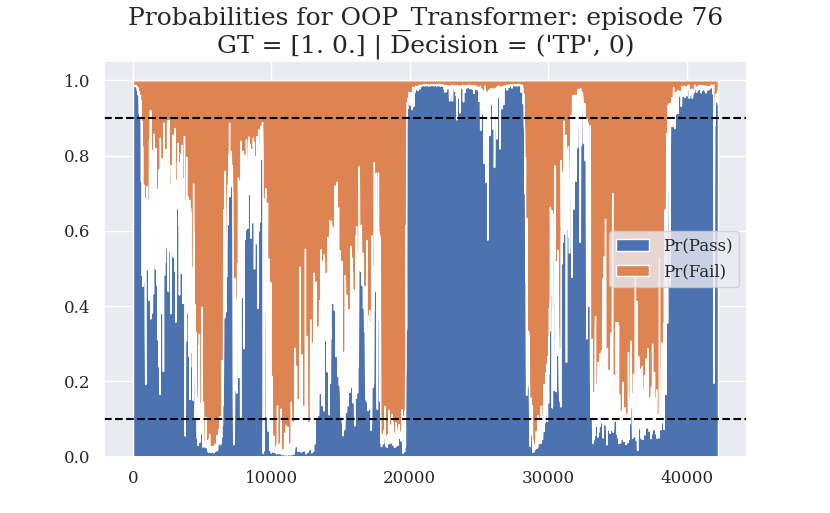 Probabilities for OOP_Transformer: episode 76
GT = [1. 0.] | Decision = ('TP', 0)
1.0
0.8
0.6
0.4
0.2
0.0
Pr(Pass)
Pr(Fail)
0 10000 20000 30000 40000